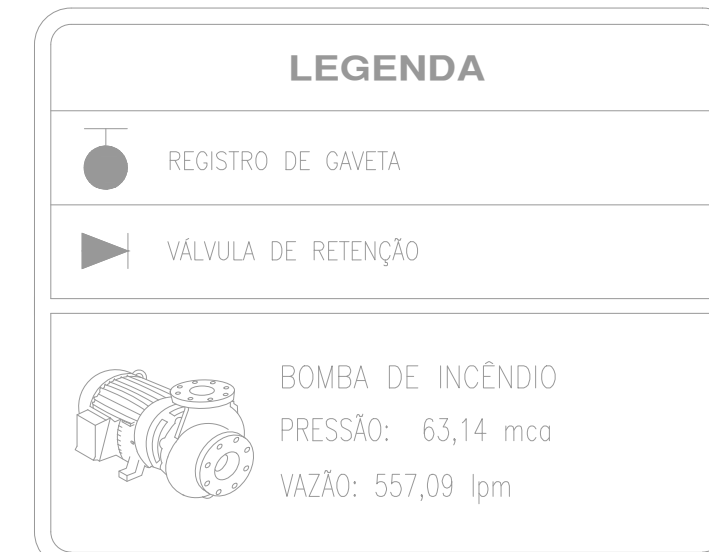 LEGENDA
REGISTRO DE GAVETA
VÁLVULA DE RETENÇÃO
BOMBA DE INCÊNDIO
PRESSÃO: 63,14 mca
VAZÃO: 557,09 lpm